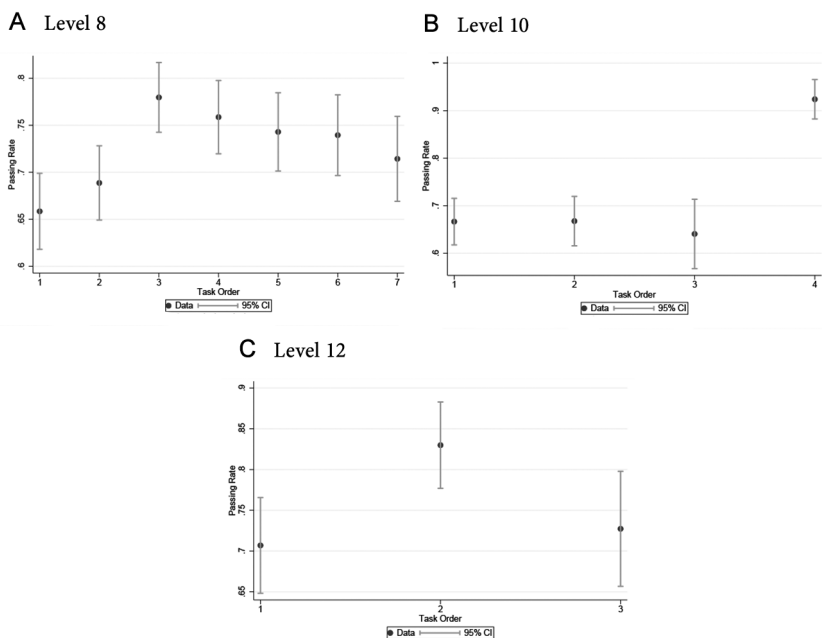 A Level 8
Passing Rate
.8
.75
.7
.65
.6
1 2 3 4 5 6 7
Task Order
Data 95% CI
B Level 10
Passing Rate
1
.9
.8
.7
.6
1 2 3 4
Task Order
Data 95% CI
C Level 12
Passing Rate
.9
.85
.8
.75
.7
.65
1 2 3
Task Order
Data 95% CI